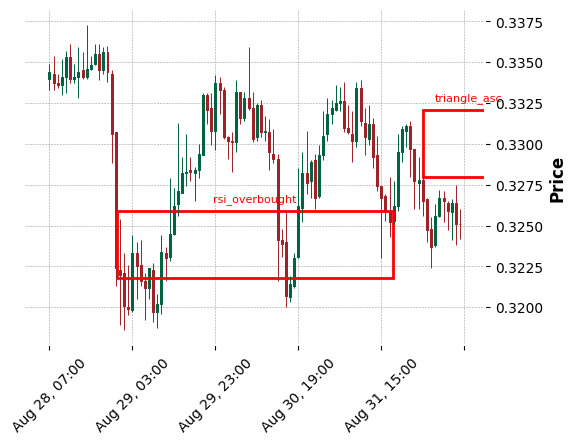 0.3375
0.3350
0.3325
0.3300
0.3275
0.3250
0.3225
0.3200
Price
triangle_asc
rsi_overbought
Aug 28, 07:00
Aug 29, 03:00
Aug 29, 23:00
Aug 30, 19:00
Aug 31, 15:00